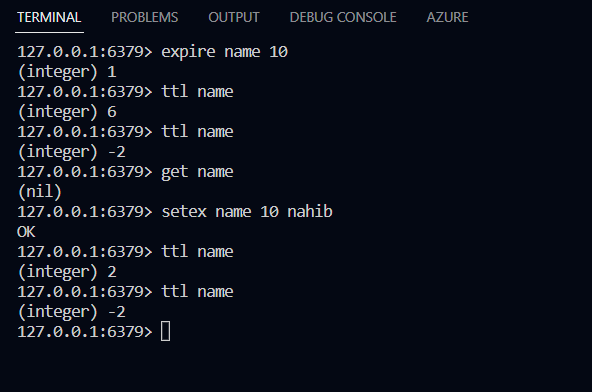 TERMINAL PROBLEMS OUTPUT DEBUG CONSOLE AZURE
127.0.0.1:6379> expire name 10
(integer) 1
127.0.0.1:6379> ttl name
(integer) 6
127.0.0.1:6379> ttl name
(integer) -2
127.0.0.1:6379> get name
(nil)
127.0.0.1:6379> setex name 10 nahib
OK
127.0.0.1:6379> ttl name
(integer) 2
127.0.0.1:6379> ttl name
(integer) -2
127.0.0.1:6379>